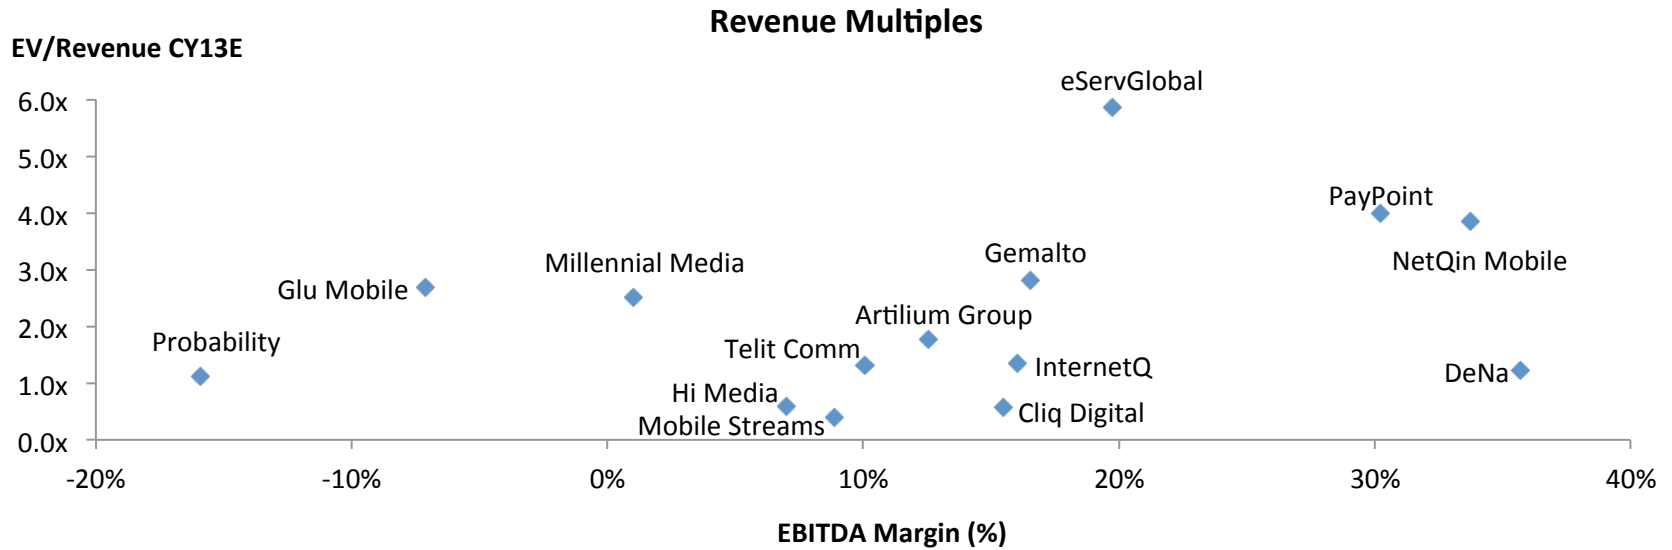 Revenue Multiples
EV/Revenue CY13E
eServGlobal
6.0x
5.0x
PayPoint
4.0x
Gemalto
NetQin Mobile
Millennial Media
3.0x
Glu Mobile
Artilium Group
2.0x
Probability
Telit Comm
InternetQ
DeNa
1.0x
Hi Media
Cliq Digital
Mobile Streams
0.0x
-20% -10% 0% 10% 20% 30% 40%
EBITDA Margin (%)